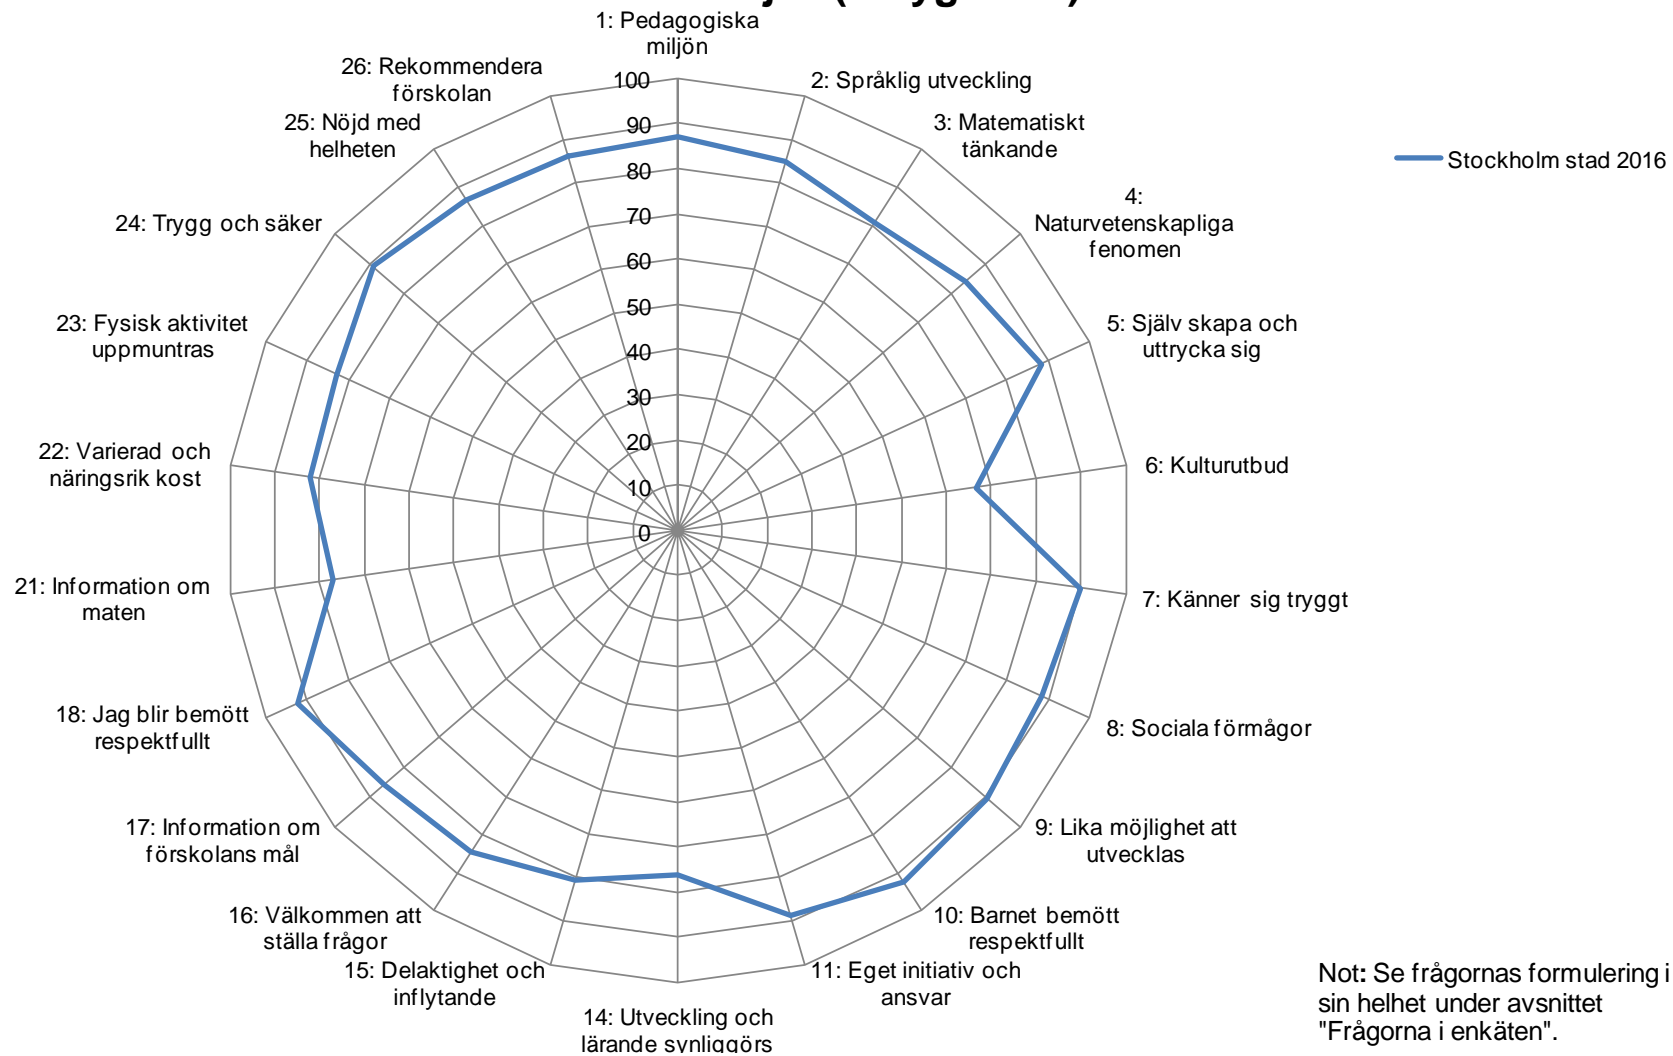 1: Pedagogiska
miljön
2: Språklig utveckling
3: Matematiskt
tänkande
4:
Naturvetenskapliga
fenomen
5: Själv skapa och
uttrycka sig
6: Kulturutbud
7: Känner sig tryggt
8: Sociala förmågor
9: Lika möjlighet att
utvecklas
10: Barnet bemött
respektfullt
11: Eget initiativ och
ansvar
14: Utveckling och
lärande synliggörs
15: Delaktighet och
inflytande
16: Välkommen att
ställa frågor
17: Information om
förskolans mål
18: Jag blir bemött
respektfullt
21: Information om
maten
22: Varierad och
näringsrik kost
23: Fysisk aktivitet
uppmuntras
24: Trygg och säker
25: Nöjd med
helheten
26: Rekommendera
förskolan
100
90
80
70
60
50
40
30
20
10
0
Stockholm stad 2016
Not: Se frågornas formulering i
sin helhet under avsnittet
"Frågorna i enkäten".